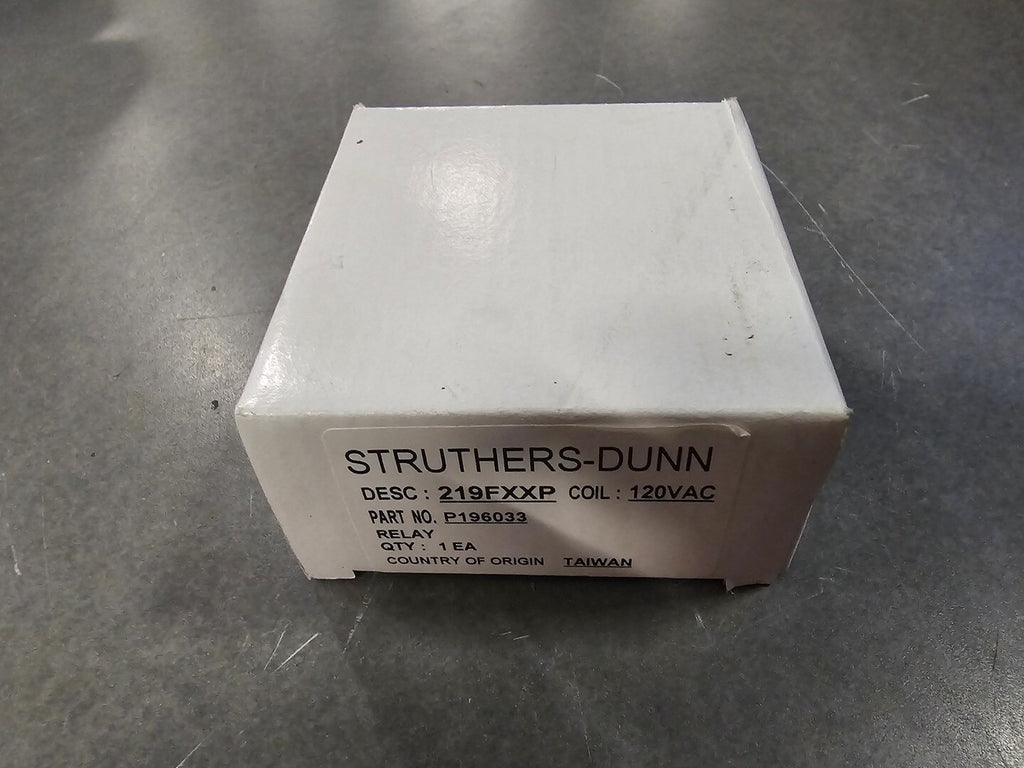 STRUTHERS-DUNN
DESC : 219FXXP COIL : 120VAC
PART NO. P196033
RELAY
QTY : 1 EA
COUNTRY OF ORIGIN TAIWAN